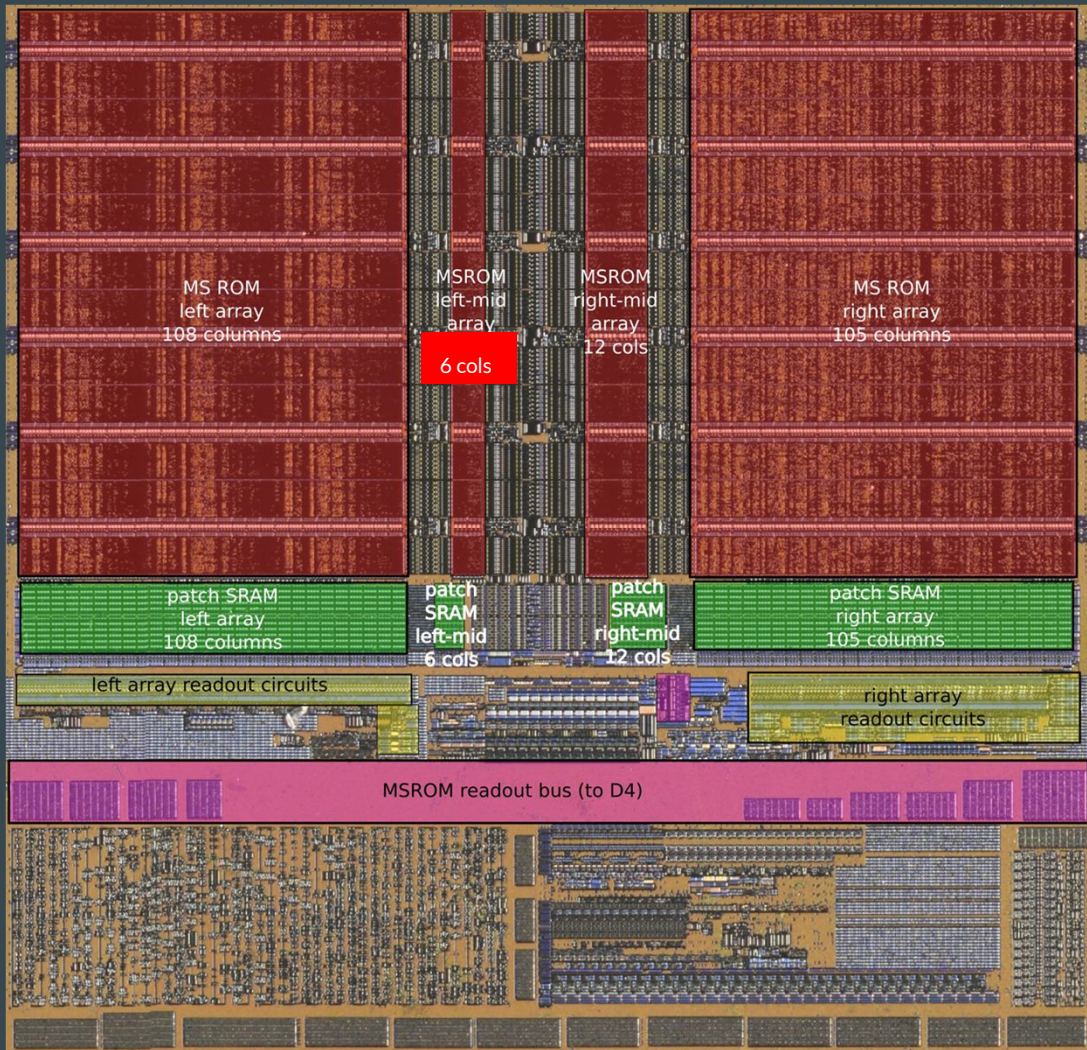 MS ROM
left array
108 columns
MSROM
left-mid
array
6 cols
MSROM
right-mid
array
12 cols
MS ROM
right array
105 columns
patch SRAM
left array
108 columns
patch
SRAM
left-mid
6 cols
patch
SRAM
right-mid
12 cols
patch SRAM
right array
105 columns
left array readout circuits
right array
readout circuits
MSROM readout bus (to D4)